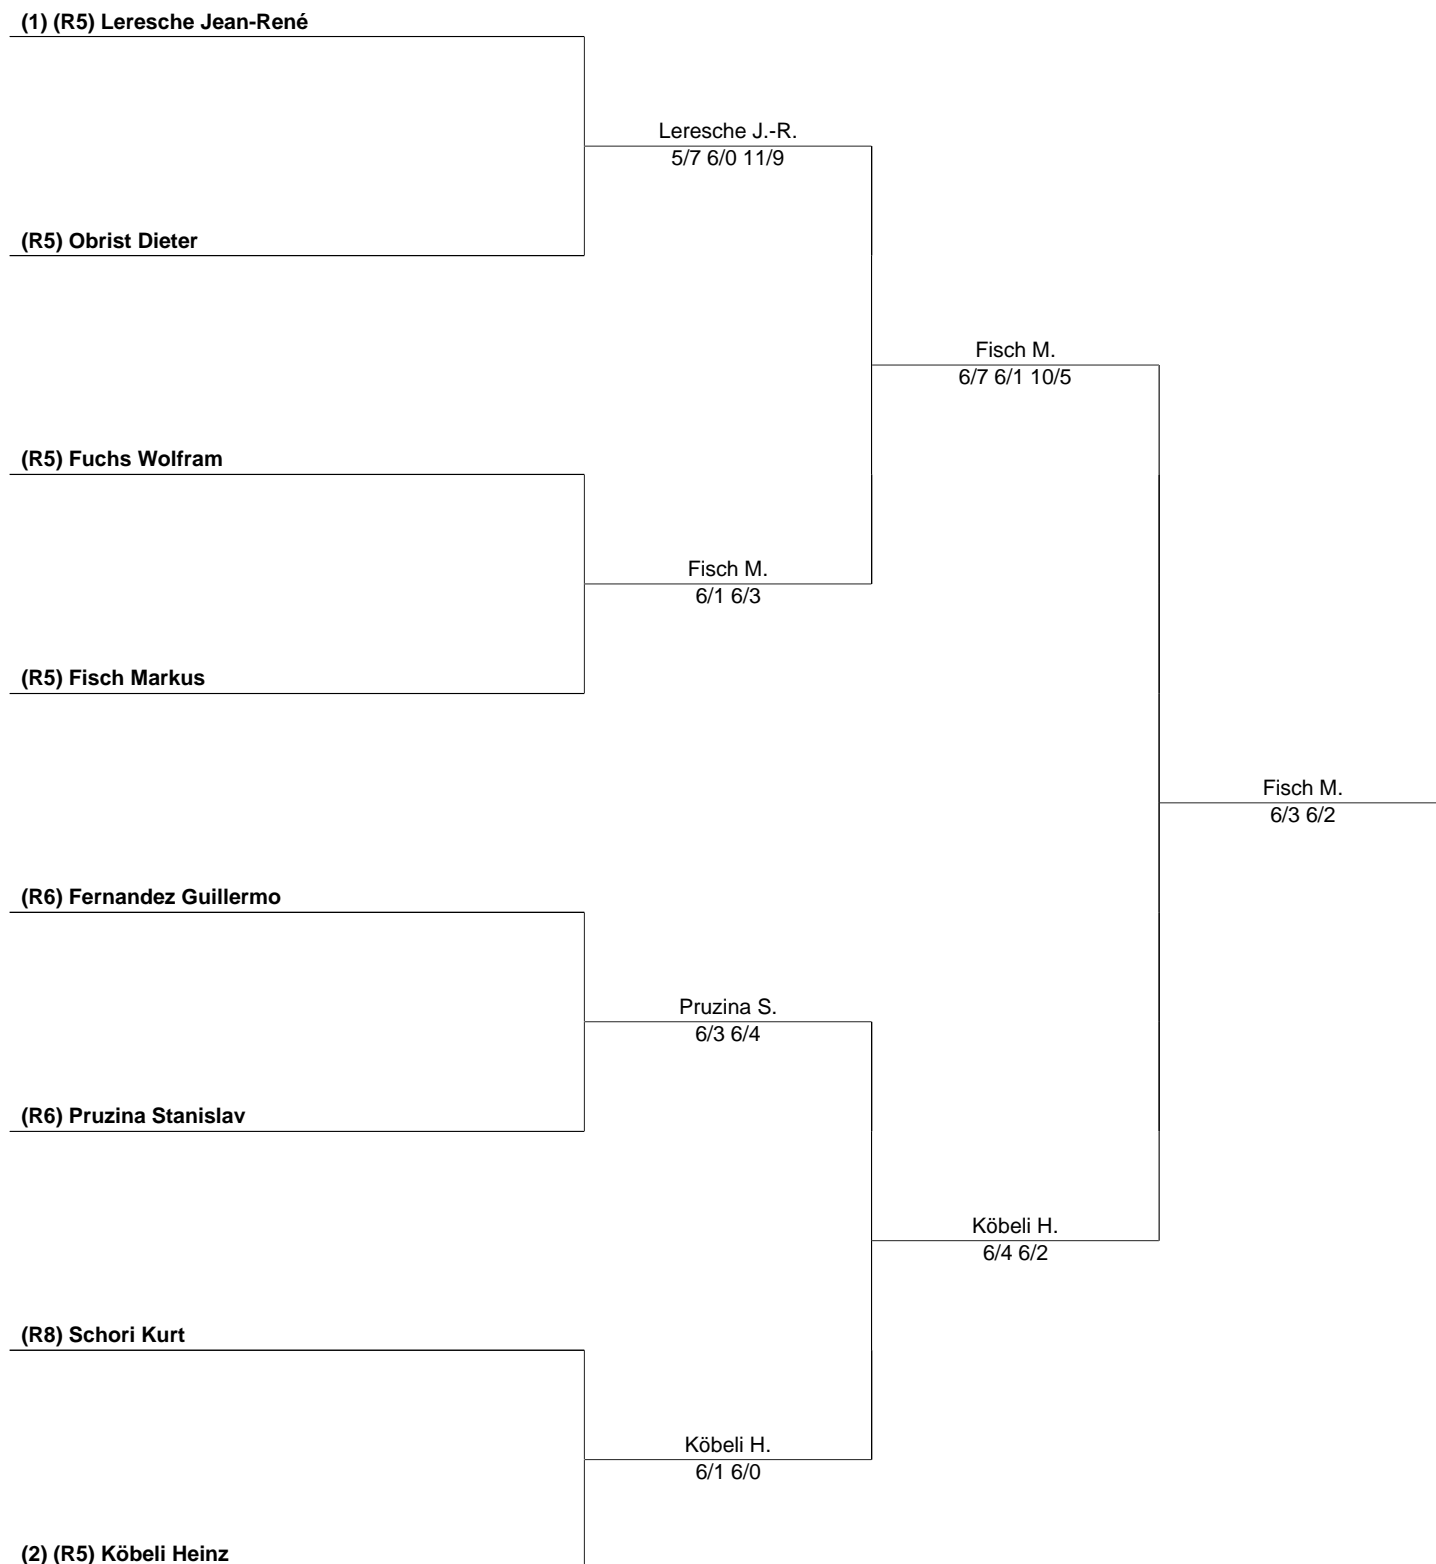 (1) (R5) Leresche Jean-René
Leresche J.-R.
5/7 6/0 11/9
(R5) Obrist Dieter
Fisch M.
6/7 6/1 10/5
(R5) Fuchs Wolfram
Fisch M.
6/1 6/3
(R5) Fisch Markus
Fisch M.
6/3 6/2
(R6) Fernandez Guillermo
Pruzina S.
6/3 6/4
(R6) Pruzina Stanislav
Köbeli H.
6/4 6/2
(R8) Schori Kurt
Köbeli H.
6/1 6/0
(2) (R5) Köbeli Heinz